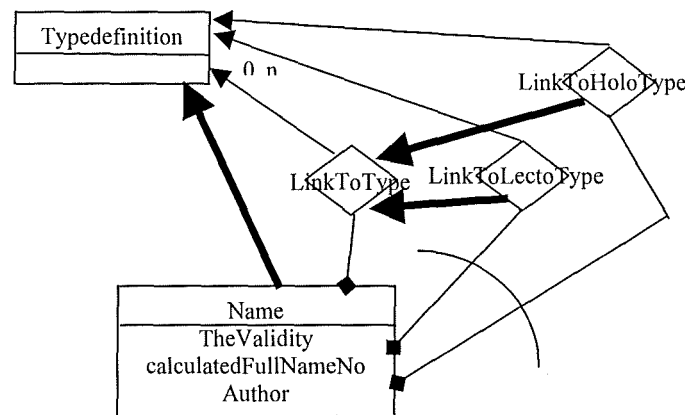 Typedefinition
0..n
LinkToHoloType
LinkToType
LinkToLectoType
Name
TheValidity
calculatedFullNameNo
Author